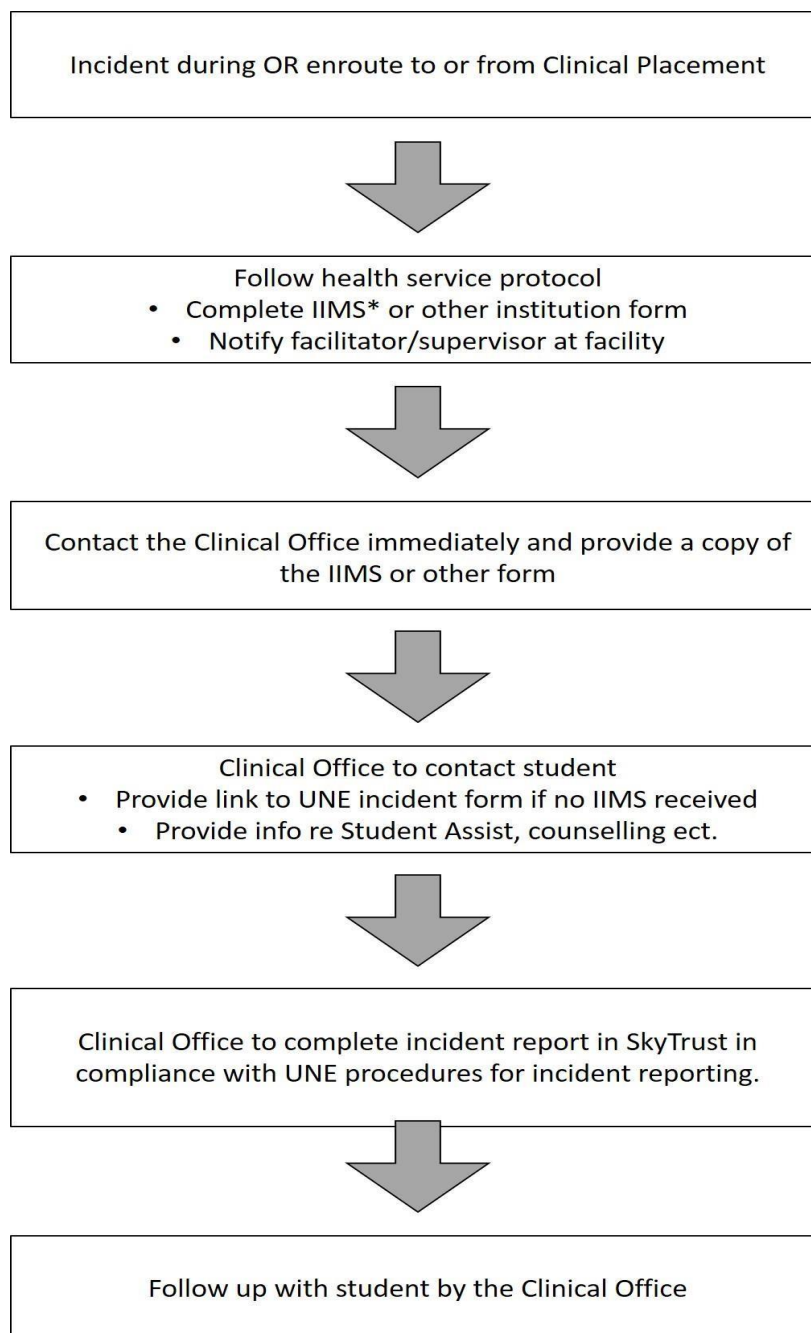 Incident during OR enroute to or from Clinical Placement
Follow health service protocol
• Complete IIMS* or other institution form
• Notify facilitator/supervisor at facility
Contact the Clinical Office immediately and provide a copy of
the IIMS or other form
Clinical Office to contact student
• Provide link to UNE incident form if no IIMS received
• Provide info re Student Assist, counselling ect.
Clinical Office to complete incident report in SkyTrust in
compliance with UNE procedures for incident reporting.
Follow up with student by the Clinical Office